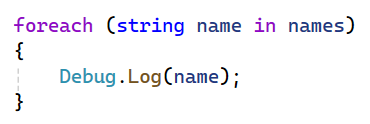 foreach (string name in names)
{
    Debug.Log(name);
}